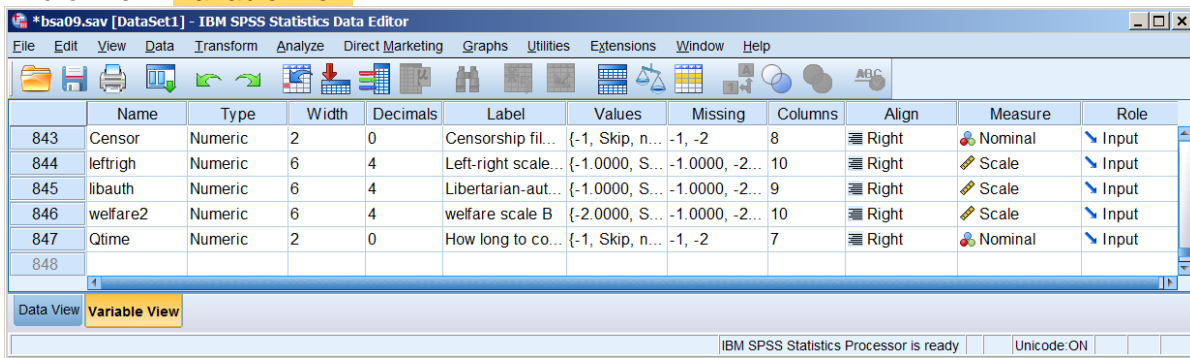 *bsa09.sav [DataSet1] - IBM SPSS Statistics Data Editor
File Edit View Data Transform Analyze Direct Marketing Graphs Utilities Extensions Window Help
Name Type Width Decimals Label Values Missing Columns Align Measure Role
843 Censor Numeric 2 0 Censorship fil... {-1, Skip, n... -1, -2 8 Right Nominal Input
844 leftrigh Numeric 6 4 Left-right scale... {-1.0000, S... -1.0000, -2... 10 Right Scale Input
845 libauth Numeric 6 4 Libertarian-aut... {-1.0000, S... -1.0000, -2... 9 Right Scale Input
846 welfare2 Numeric 6 4 welfare scale B {-2.0000, S... -1.0000, -2... 10 Right Scale Input
847 Qtime Numeric 2 0 How long to co... {-1, Skip, n... -1, -2 7 Right Nominal Input
848
Data View Variable View
IBM SPSS Statistics Processor is ready Unicode:ON